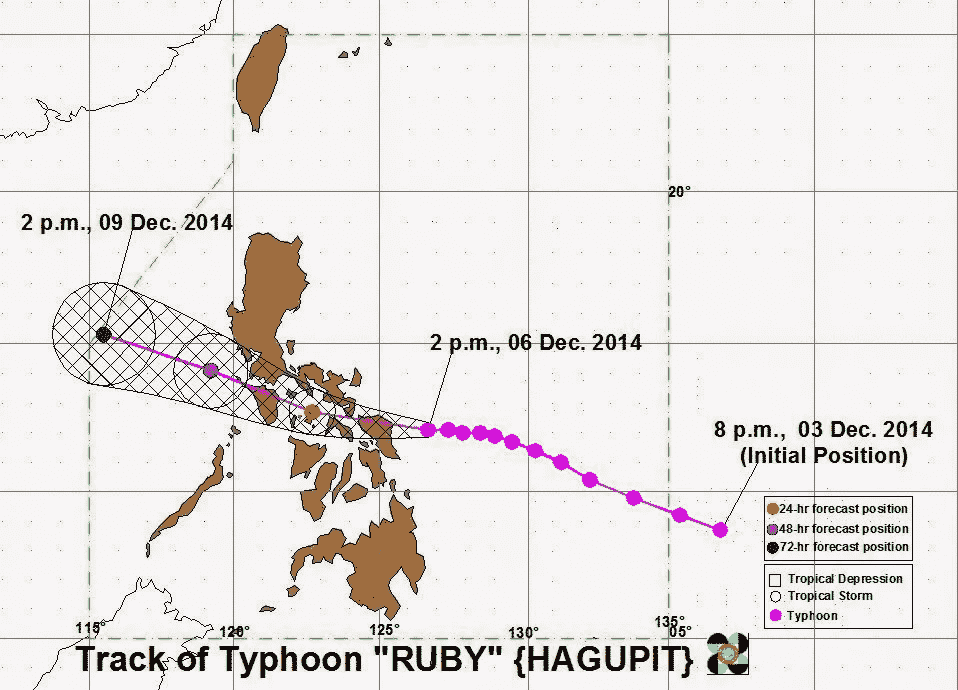 20°
2 p.m., 09 Dec. 2014
2 p.m., 06 Dec. 2014
8 p.m., 03 Dec. 2014
(Initial Position)
24-hr forecast position
48-hr forecast position
72-hr forecast position
Tropical Depression
Tropical Storm
Typhoon
115°
120°
125°
130°
135°
05°
Track of Typhoon "RUBY" {HAGUPIT}